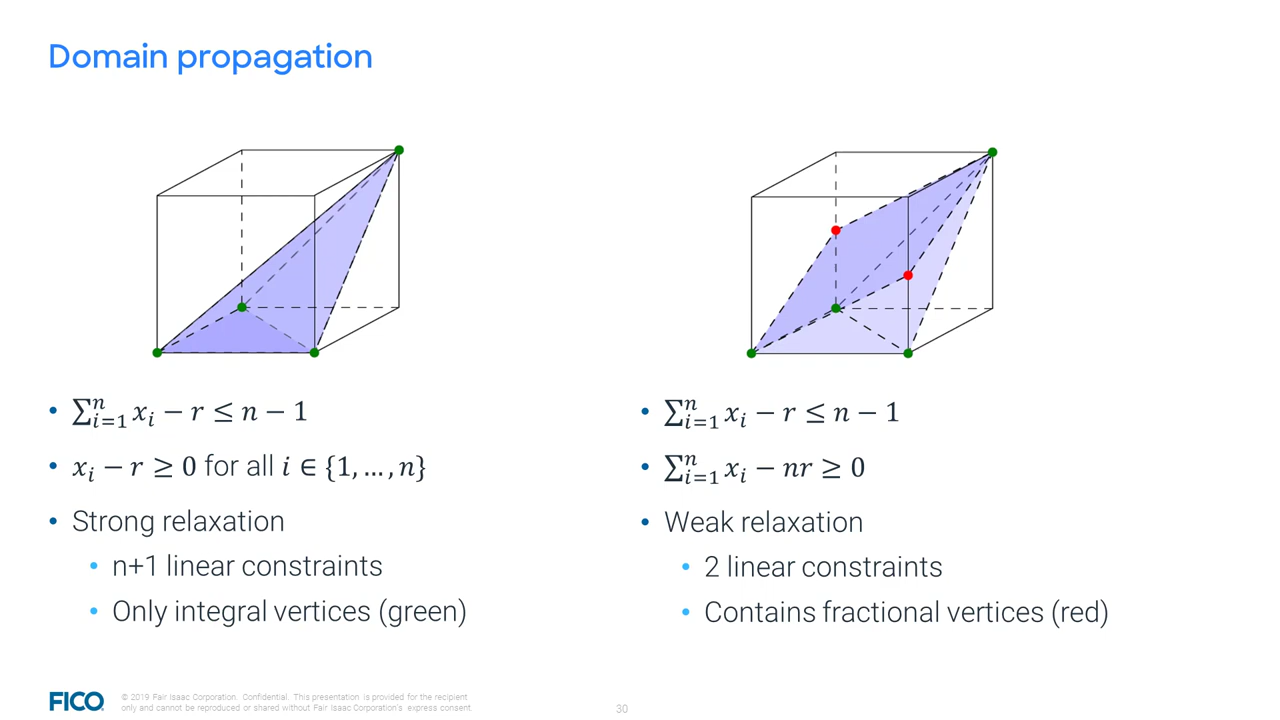 Domain propagation
• ∑ⁿᵢ₌₁ xᵢ − r ≤ n − 1
• xᵢ − r ≥ 0 for all i ∈ {1, … , n}
• Strong relaxation
• n+1 linear constraints
• Only integral vertices (green)
• ∑ⁿᵢ₌₁ xᵢ − r ≤ n − 1
• ∑ⁿᵢ₌₁ xᵢ − nr ≥ 0
• Weak relaxation
• 2 linear constraints
• Contains fractional vertices (red)
FICO
© 2019 Fair Isaac Corporation. Confidential. This presentation is provided for the recipient
only and cannot be reproduced or shared without Fair Isaac Corporation's express consent
30